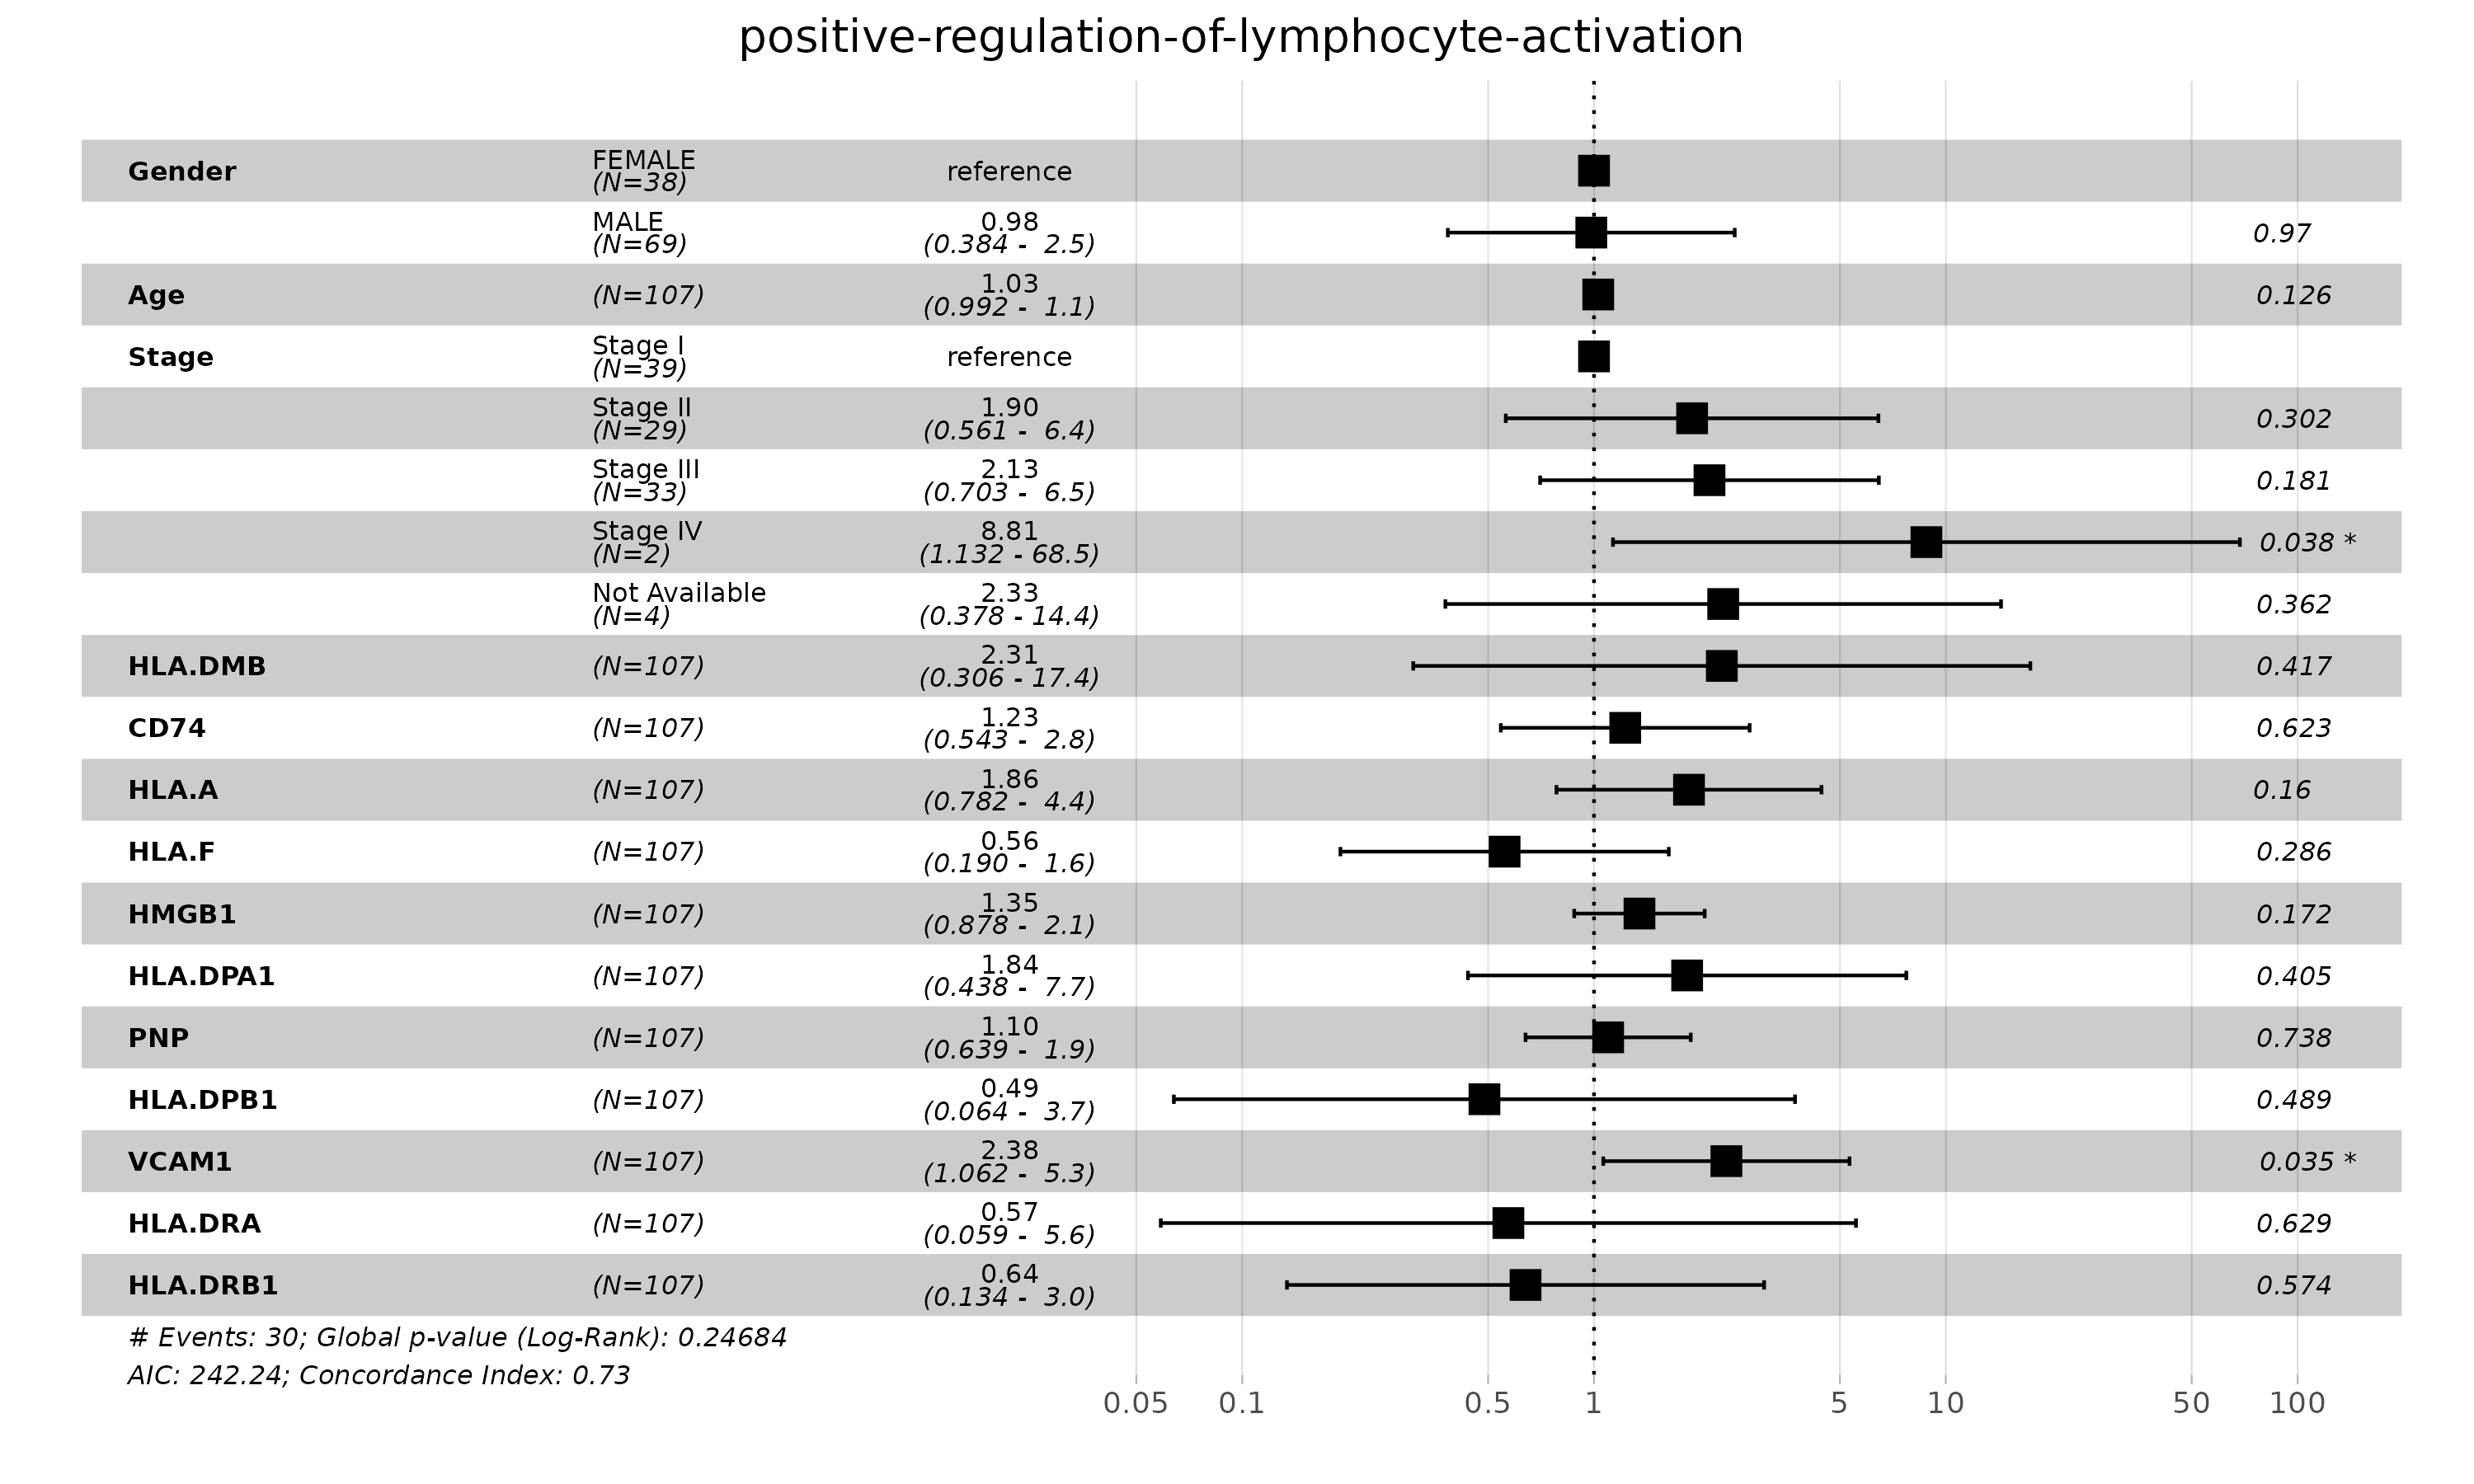 positive-regulation-of-lymphocyte-activation
Gender FEMALE (N=38) reference
MALE (N=69) 0.98 (0.384 - 2.5) 0.97
Age (N=107) 1.03 (0.992 - 1.1) 0.126
Stage Stage I (N=39) reference
Stage II (N=29) 1.90 (0.561 - 6.4) 0.302
Stage III (N=33) 2.13 (0.703 - 6.5) 0.181
Stage IV (N=2) 8.81 (1.132 - 68.5) 0.038 *
Not Available (N=4) 2.33 (0.378 - 14.4) 0.362
HLA.DMB (N=107) 2.31 (0.306 - 17.4) 0.417
CD74 (N=107) 1.23 (0.543 - 2.8) 0.623
HLA.A (N=107) 1.86 (0.782 - 4.4) 0.16
HLA.F (N=107) 0.56 (0.190 - 1.6) 0.286
HMGB1 (N=107) 1.35 (0.878 - 2.1) 0.172
HLA.DPA1 (N=107) 1.84 (0.438 - 7.7) 0.405
PNP (N=107) 1.10 (0.639 - 1.9) 0.738
HLA.DPB1 (N=107) 0.49 (0.064 - 3.7) 0.489
VCAM1 (N=107) 2.38 (1.062 - 5.3) 0.035 *
HLA.DRA (N=107) 0.57 (0.059 - 5.6) 0.629
HLA.DRB1 (N=107) 0.64 (0.134 - 3.0) 0.574
# Events: 30; Global p-value (Log-Rank): 0.24684
AIC: 242.24; Concordance Index: 0.73
0.05 0.1 0.5 1 5 10 50 100